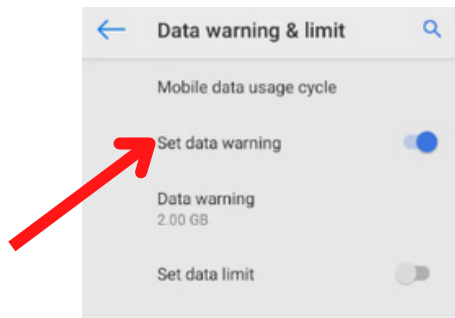 Data warning & limit
Mobile data usage cycle
Set data warning
Data warning
2.00 GB
Set data limit